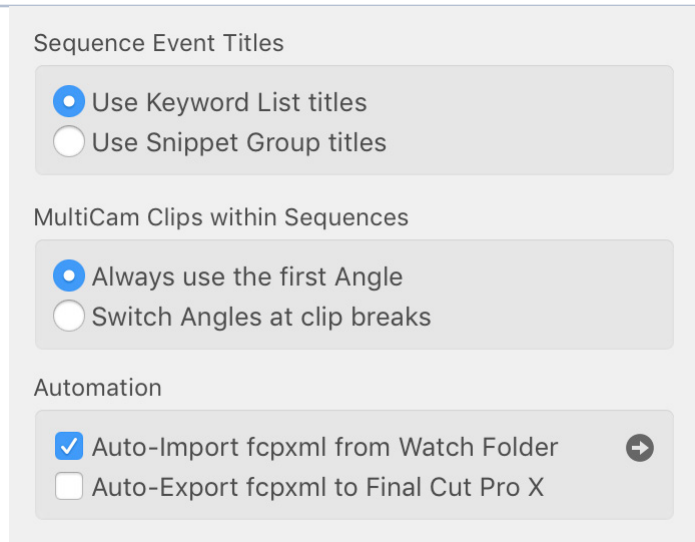 Sequence Event Titles
Use Keyword List titles
Use Snippet Group titles
MultiCam Clips within Sequences
Always use the first Angle
Switch Angles at clip breaks
Automation
Auto-Import fcpxml from Watch Folder
Auto-Export fcpxml to Final Cut Pro X